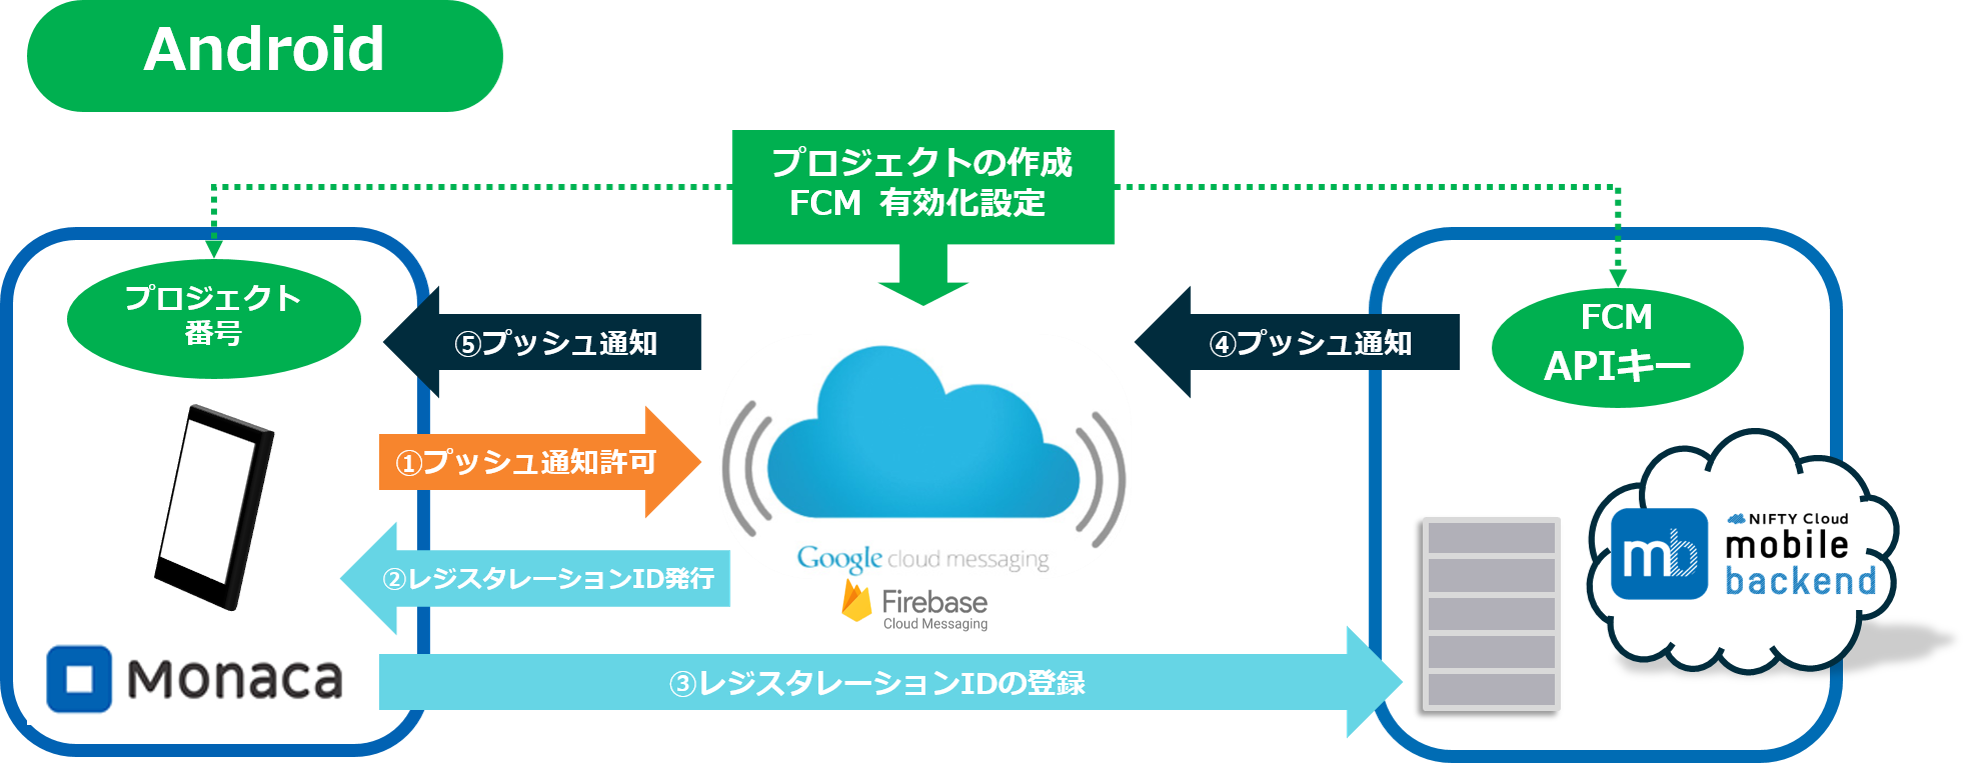 Android
プロジェクトの作成
FCM 有効化設定
プロジェクト
番号
⑤プッシュ通知
④プッシュ通知
FCM
APIキー
①プッシュ通知許可
②レジスタレーションID発行
Google cloud messaging
Firebase
Cloud Messaging
mb
NIFTY Cloud
mobile
backend
Monaca
③レジスタレーションIDの登録